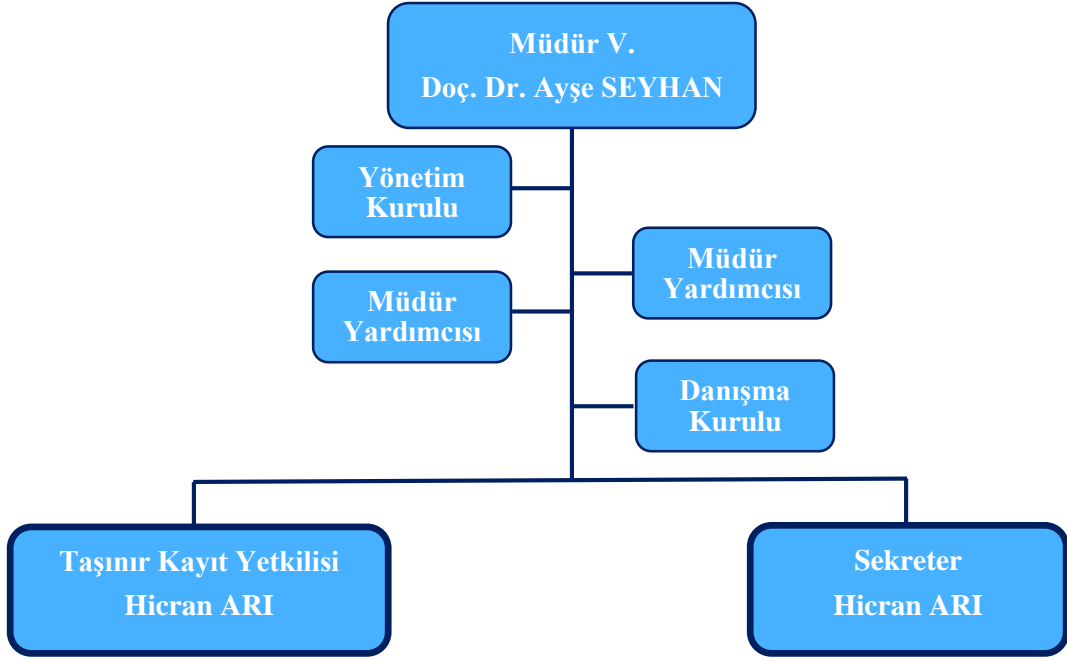 Müdür V.
Doç. Dr. Ayşe SEYHAN
Yönetim
Kurulu
Müdür
Yardımcısı
Müdür
Yardımcısı
Danışma
Kurulu
Taşınır Kayıt Yetkilisi
Hicran ARI
Sekreter
Hicran ARI